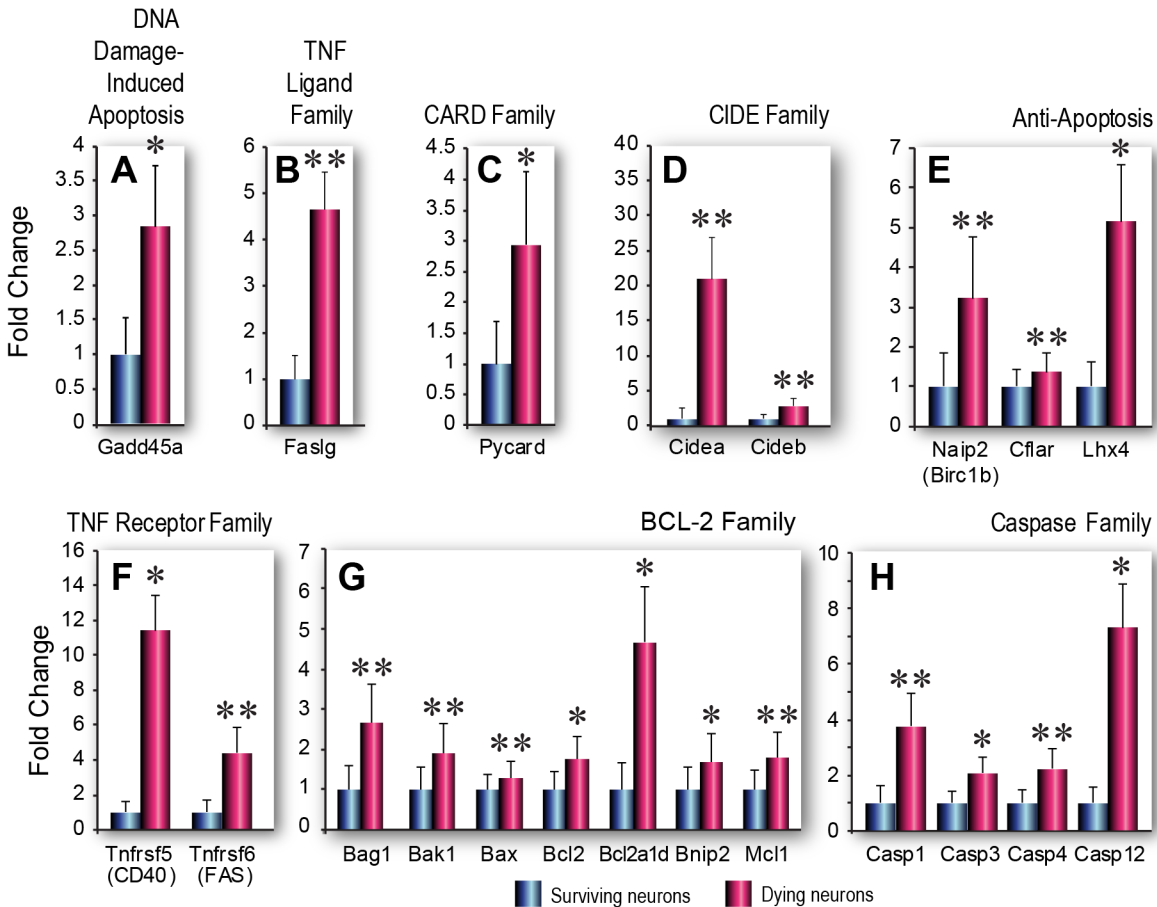 DNA
Damage-
Induced
Apoptosis
TNF
Ligand
Family
CARD Family
CIDE Family
Anti-Apoptosis
Fold Change
A
4
3.5
3
2.5
2
1.5
1
0.5
0
*
Gadd45a
B
6
5
4
3
2
1
0
**
Faslg
C
4.5
4
3.5
3
2.5
2
1.5
1
0.5
0
*
Pycard
D
40
35
30
25
20
15
10
5
0
**
**
Cidea Cideb
E
7
6
5
4
3
2
1
0
**
**
*
Naip2 Cflar Lhx4
(Birc1b)
TNF Receptor Family
BCL-2 Family
Caspase Family
Fold Change
F
16
14
12
10
8
6
4
2
0
*
**
Tnfrsf5 Tnfrsf6
(CD40) (FAS)
G
7
6
5
4
3
2
1
0
**
**
**
*
*
*
**
Bag1 Bak1 Bax Bcl2 Bcl2a1d Bnip2 Mcl1
H
10
8
6
4
2
0
**
*
**
*
Casp1 Casp3 Casp4 Casp12
Surviving neurons Dying neurons